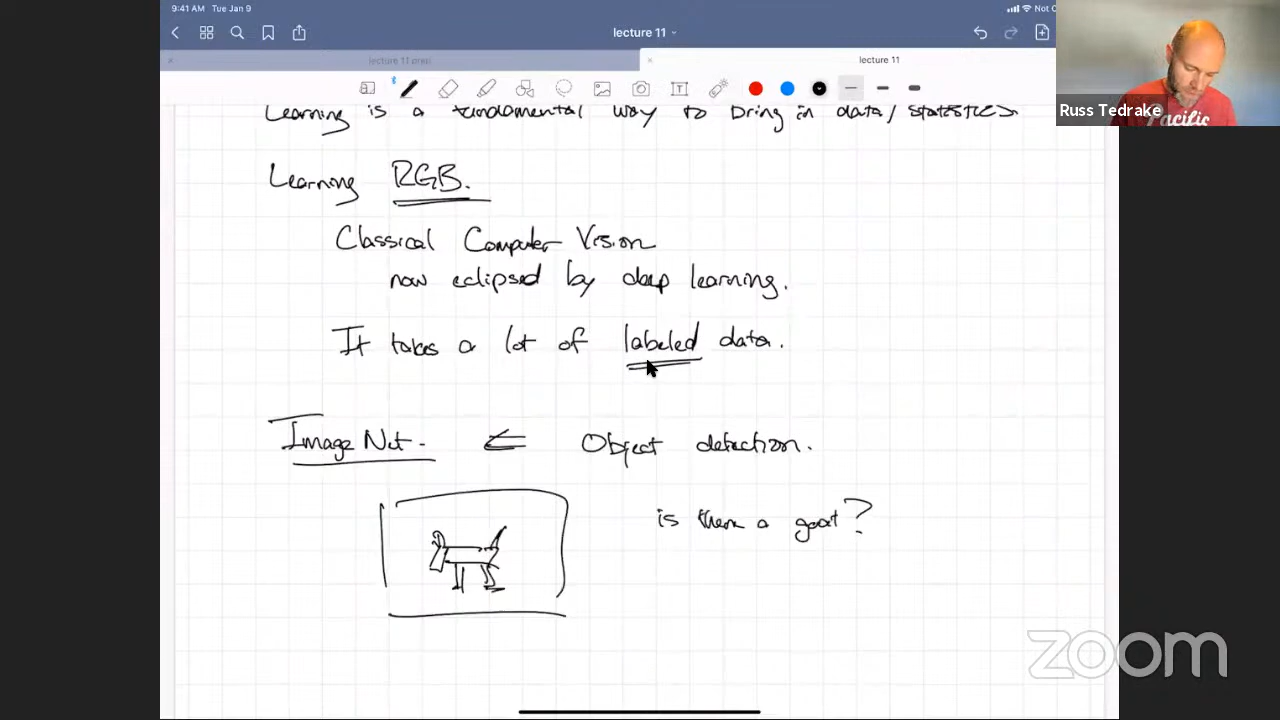 9:41 AM Tue Jan 9
Not C
lecture 11
lecture 11 prep
lecture 11
Russ Tedrake
Pacific
Learning is a fundamental way to bring in data/statistics
Learning RGB.
Classical Computer Vision
now eclipsed by deep learning.
It takes a lot of labeled data.
ImageNet. ⇐ Object detection.
is there a goat?
zoom